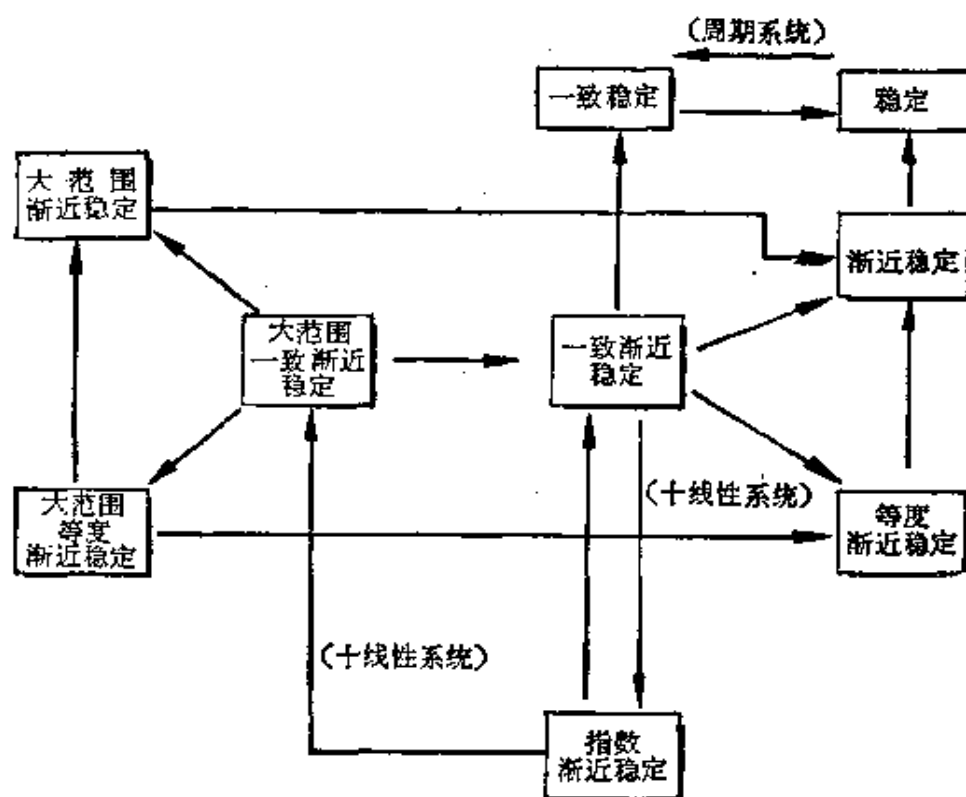 （周期系统）
一致稳定
稳定
大范围
渐近稳定
渐近稳定
大范围
一致渐近
稳定
一致渐近
稳定
（十线性系统）
大范围
等度
渐近稳定
等度
渐近稳定
（十线性系统）
指数
渐近稳定